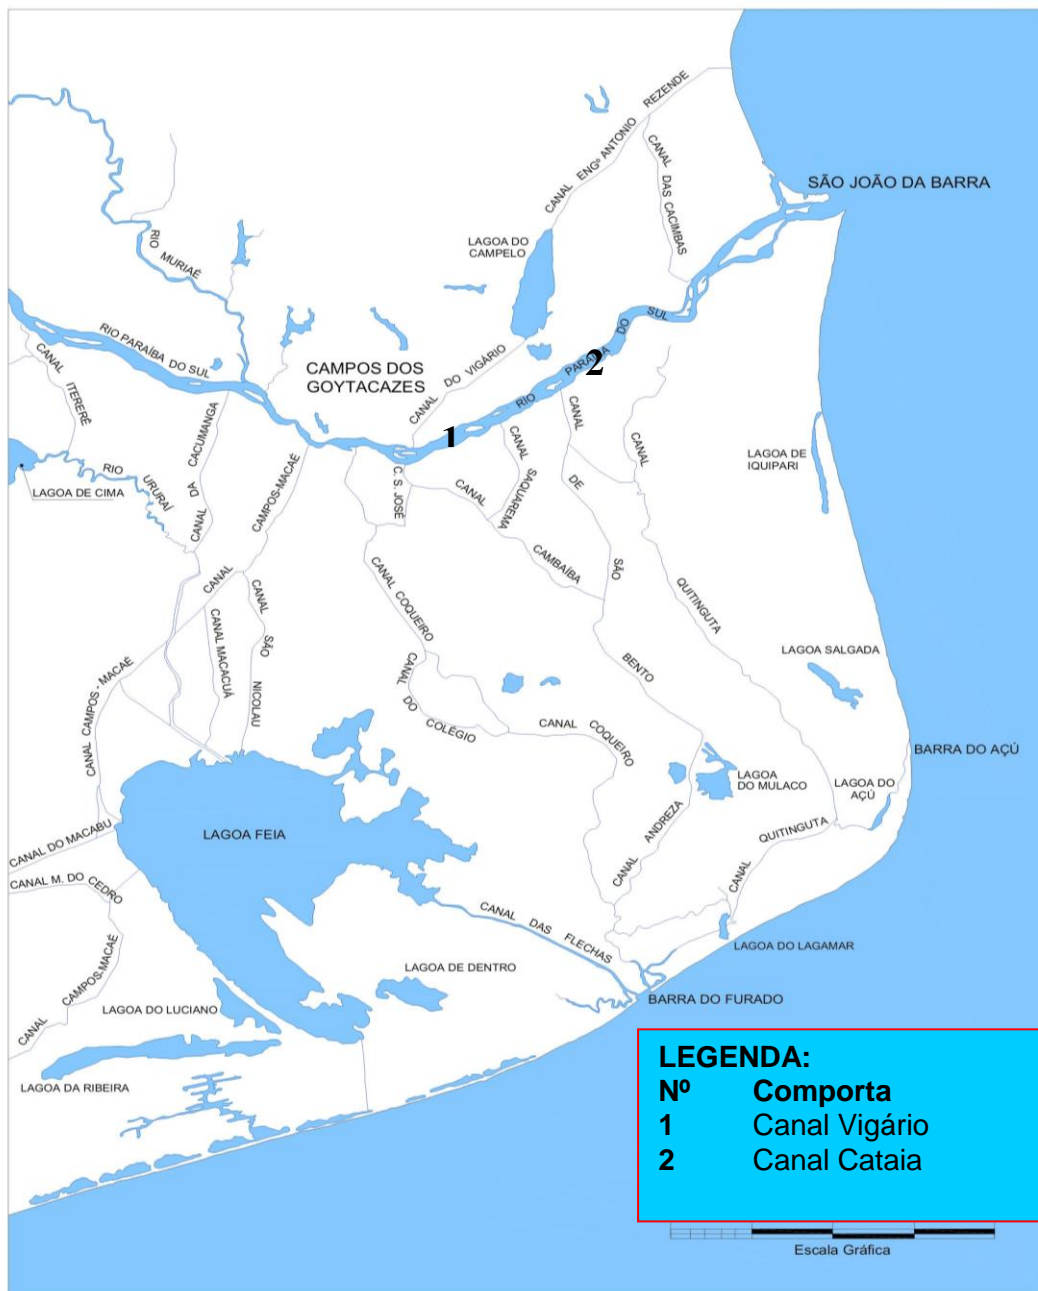 CANAL ENGº ANTONIO REZENDE
CANAL DAS CACIMBAS
SÃO JOÃO DA BARRA
RIO MURIAÉ
LAGOA DO
CAMPELO
RIO PARAÍBA DO SUL
CAMPOS DOS
GOYTACAZES
CANAL DO VIGÁRIO
RIO PARAIBA DO SUL
1
2
CANAL ITERERÊ
CANAL DA CACUMANGA
RIO URURAÍ
LAGOA DE CIMA
CANAL CAMPOS-MACAÉ
C. S. JOSÉ
CANAL CAMBAÍBA
CANAL SAQUAREMA
CANAL DE SÃO BENTO
CANAL QUITINGUTA
LAGOA DE
IQUIPARI
CANAL COQUEIRO
CANAL MACACUÁ
CANAL SÃO NICOLAU
CANAL DO COLÉGIO
CANAL COQUEIRO
LAGOA SALGADA
CANAL CAMPOS - MACAÉ
BARRA DO AÇÚ
LAGOA
DO MULACO
LAGOA DO
AÇÚ
CANAL ANDREZA
CANAL QUITINGUTA
LAGOA FEIA
CANAL DO MACABU
CANAL M. DO CEDRO
CANAL DAS FLECHAS
CANAL CAMPOS-MACAÉ
LAGOA DO LAGAMAR
LAGOA DE DENTRO
BARRA DO FURADO
LAGOA DO LUCIANO
LAGOA DA RIBEIRA
LEGENDA:
Nº Comporta
1 Canal Vigário
2 Canal Cataia
Escala Gráfica